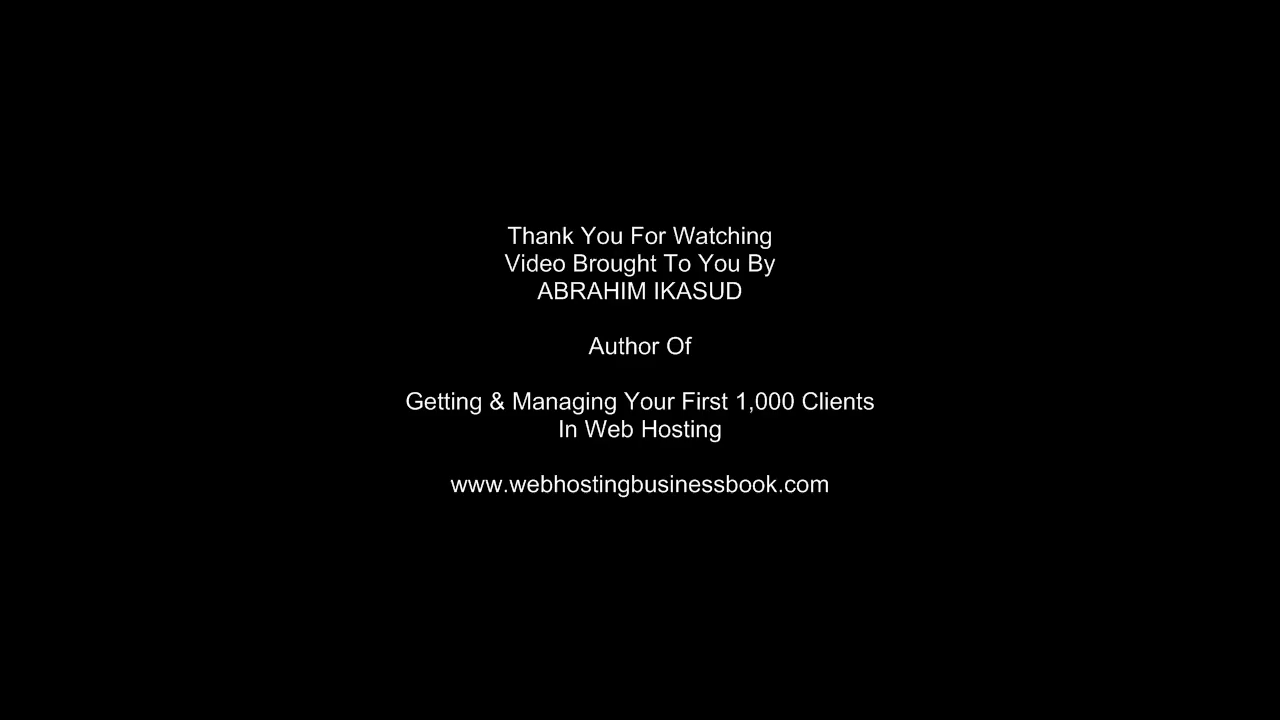 Thank You For Watching
Video Brought To You By
ABRAHIM IKASUD
Author Of
Getting & Managing Your First 1,000 Clients
In Web Hosting
www.webhostingbusinessbook.com